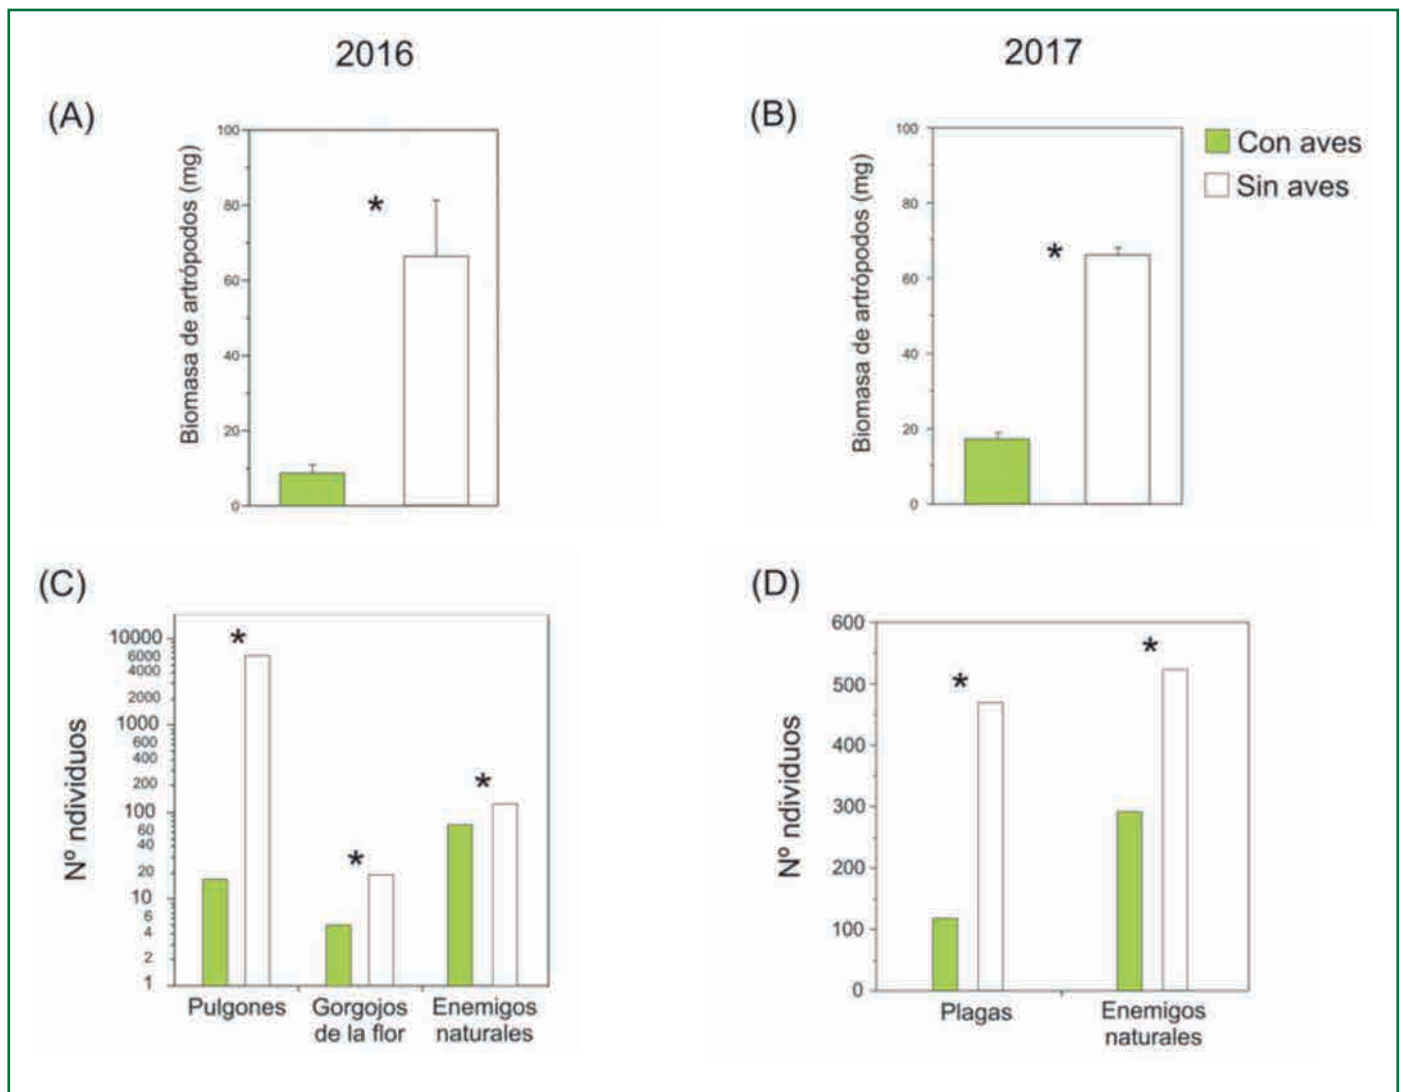 2016
2017
(A)
Biomasa de artrópodos (mg)
100
80
60
40
20
0
*
(B)
Biomasa de artrópodos (mg)
100
80
60
40
20
0
*
Con aves
Sin aves
(C)
Nº ndividuos
10000
6000
4000
2000
1000
600
400
200
100
60
40
20
10
6
4
2
1
*
*
*
Pulgones
Gorgojos
de la flor
Enemigos
naturales
(D)
Nº ndividuos
600
500
400
300
200
100
0
*
*
Plagas
Enemigos
naturales